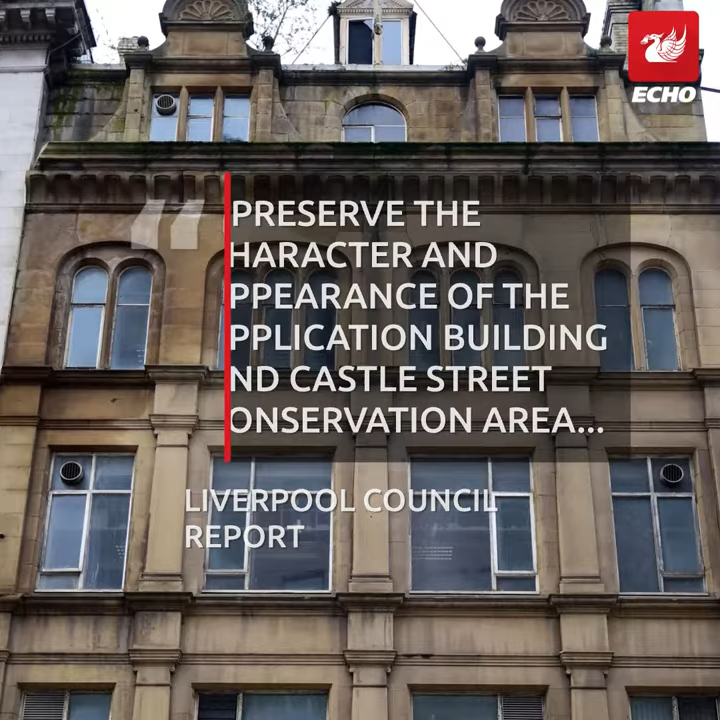 ECHO
PRESERVE THE
HARACTER AND
PPEARANCE OF THE
PPLICATION BUILDING
ND CASTLE STREET
ONSERVATION AREA...
LIVERPOOL COUNCIL
REPORT